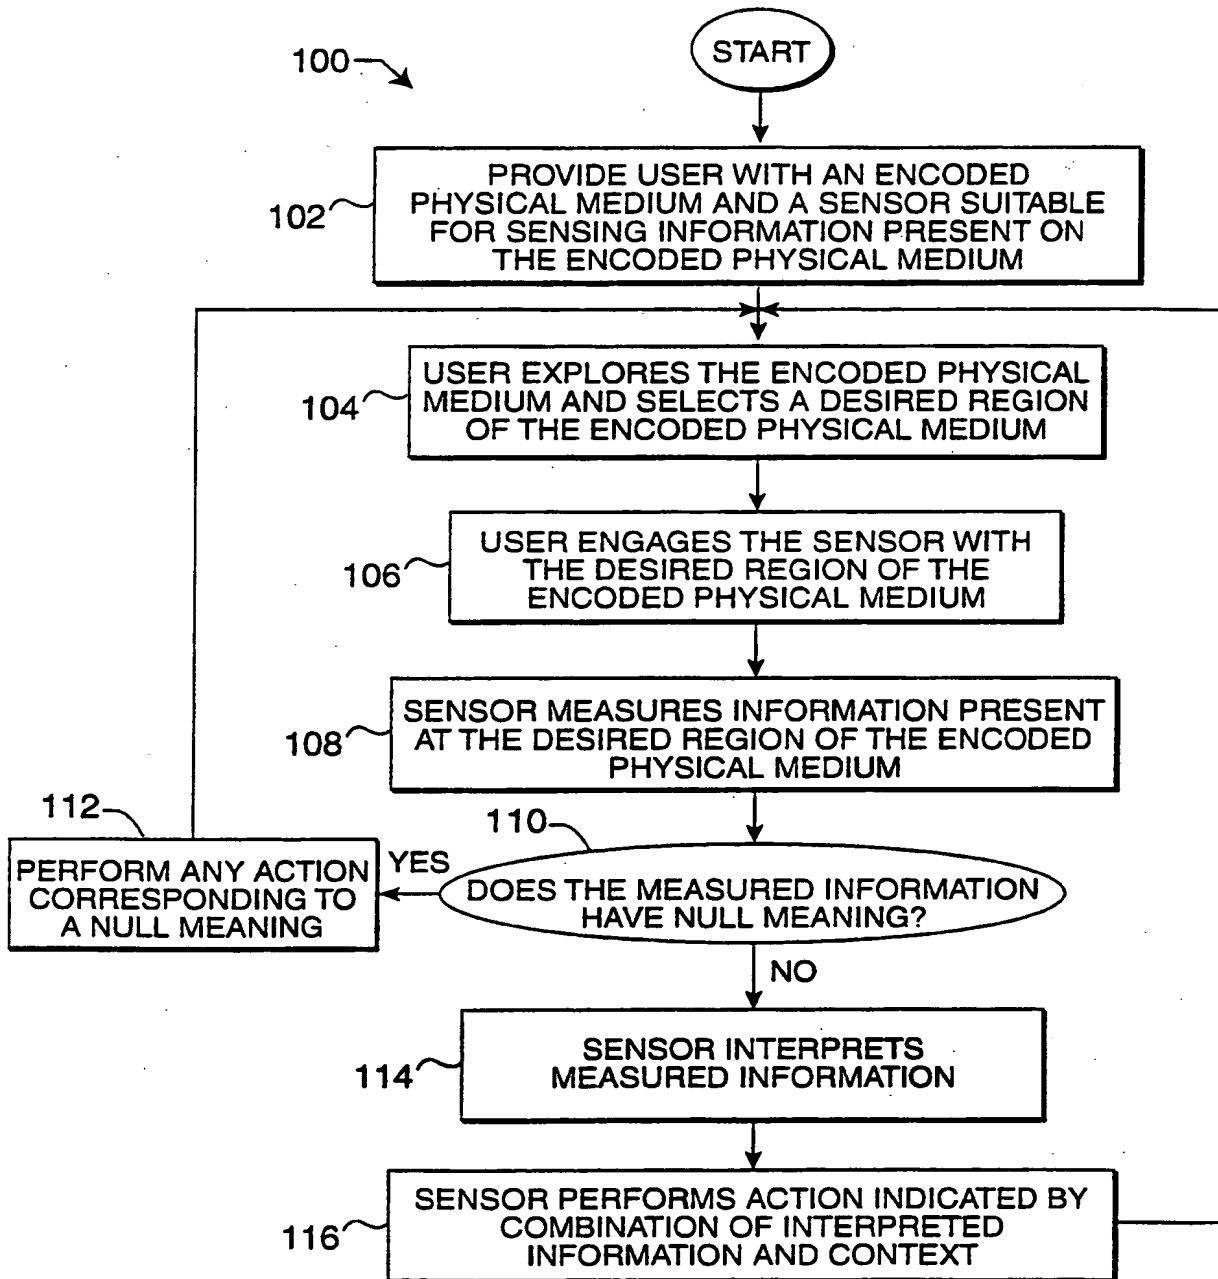 START
100
PROVIDE USER WITH AN ENCODED
PHYSICAL MEDIUM AND A SENSOR SUITABLE
FOR SENSING INFORMATION PRESENT ON
THE ENCODED PHYSICAL MEDIUM
102
USER EXPLORES THE ENCODED PHYSICAL
MEDIUM AND SELECTS A DESIRED REGION
OF THE ENCODED PHYSICAL MEDIUM
104
USER ENGAGES THE SENSOR WITH
THE DESIRED REGION OF THE
ENCODED PHYSICAL MEDIUM
106
SENSOR MEASURES INFORMATION PRESENT
AT THE DESIRED REGION OF THE ENCODED
PHYSICAL MEDIUM
108
110
DOES THE MEASURED INFORMATION
HAVE NULL MEANING?
YES
112
PERFORM ANY ACTION
CORRESPONDING TO
A NULL MEANING
NO
SENSOR INTERPRETS
MEASURED INFORMATION
114
SENSOR PERFORMS ACTION INDICATED BY
COMBINATION OF INTERPRETED
INFORMATION AND CONTEXT
116